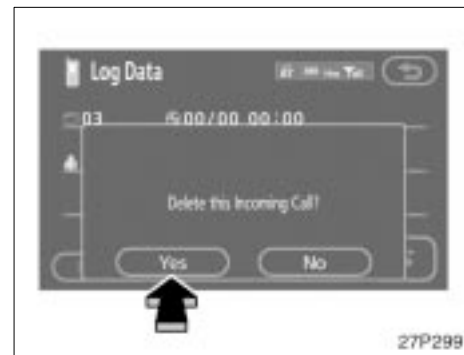 Log Data
03 00/00 00:00
Delete this Incoming Call?
Yes No
27P299